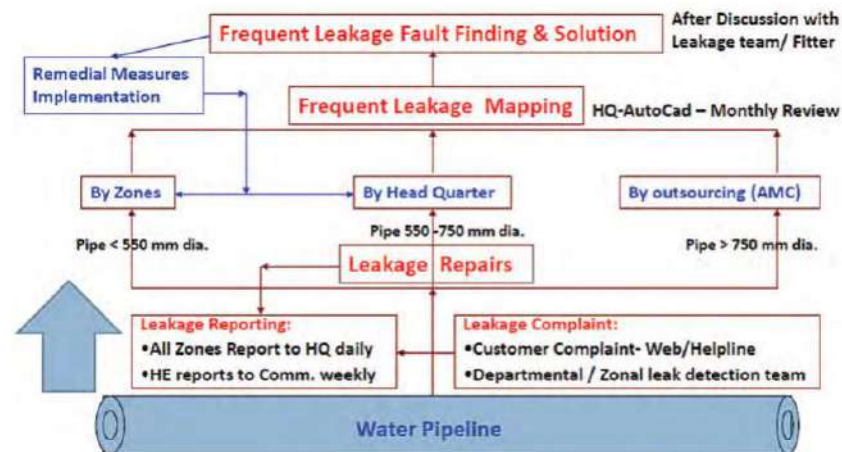 Frequent Leakage Fault Finding & Solution
After Discussion with
Leakage team/ Fitter
Remedial Measures
Implementation
Frequent Leakage Mapping
HQ-AutoCad – Monthly Review
By Zones
By Head Quarter
By outsourcing (AMC)
Pipe < 550 mm dia.
Pipe 550 -750 mm dia.
Pipe > 750 mm dia.
Leakage Repairs
Leakage Reporting:
•All Zones Report to HQ daily
•HE reports to Comm. weekly
Leakage Complaint:
•Customer Complaint- Web/Helpline
•Departmental / Zonal leak detection team
Water Pipeline